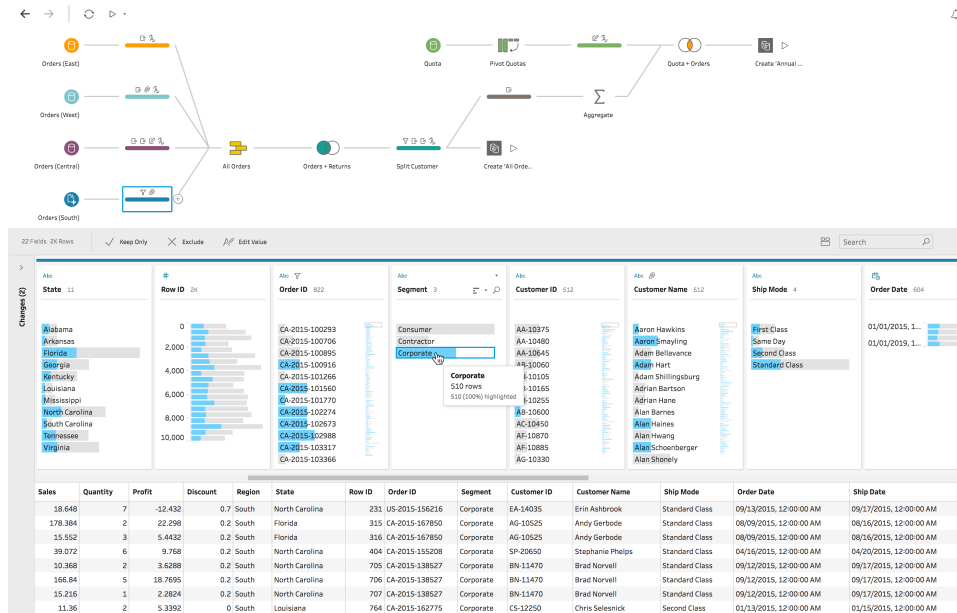 Orders (East)
Quota
Pivot Quotas
Quota + Orders
Create 'Annual ...
Orders (West)
Aggregate
Orders (Central)
All Orders
Orders + Returns
Split Customer
Create 'All Orde...
Orders (South)
22 Fields 2K Rows
Keep Only
Exclude
Edit Value
Search
Changes (2)
Abc
State 11
Alabama
Arkansas
Florida
Georgia
Kentucky
Louisiana
Mississippi
North Carolina
South Carolina
Tennessee
Virginia
#
Row ID 2K
0
2,000
4,000
6,000
8,000
10,000
Abc
Order ID 822
CA-2015-100293
CA-2015-100706
CA-2015-100895
CA-2015-100916
CA-2015-101266
CA-2015-101560
CA-2015-101770
CA-2015-102274
CA-2015-102673
CA-2015-102988
CA-2015-103317
CA-2015-103366
Abc
Segment 3
Consumer
Contractor
Corporate
Corporate
510 rows
510 (100%) highlighted
Abc
Customer ID 512
AA-10375
AA-10480
AA-10645
AB-10060
-10105
-10165
-10255
AB-10600
AC-10450
AF-10870
AF-10885
AG-10330
Abc
Customer Name 512
Aaron Hawkins
Aaron Smayling
Adam Bellavance
Adam Hart
Adam Shillingsburg
Adrian Barton
Adrian Hane
Alan Barnes
Alan Haines
Alan Hwang
Alan Schoenberger
Alan Shonely
Abc
Ship Mode 4
First Class
Same Day
Second Class
Standard Class
Order Date 604
01/01/2015, 1...
01/01/2019, 1...
Sales Quantity Profit Discount Region State Row ID Order ID Segment Customer ID Customer Name Ship Mode Order Date Ship Date
18.648 7 -12.432 0.7 South North Carolina 231 US-2015-156216 Corporate EA-14035 Erin Ashbrook Standard Class 09/13/2015, 12:00:00 AM 09/17/2015, 12:00:00 AM
178.384 2 22.298 0.2 South Florida 315 CA-2015-167850 Corporate AG-10525 Andy Gerbode Standard Class 08/09/2015, 12:00:00 AM 08/16/2015, 12:00:00 AM
15.552 3 5.4432 0.2 South Florida 316 CA-2015-167850 Corporate AG-10525 Andy Gerbode Standard Class 08/09/2015, 12:00:00 AM 08/16/2015, 12:00:00 AM
39.072 6 9.768 0.2 South North Carolina 404 CA-2015-155208 Corporate SP-20650 Stephanie Phelps Standard Class 04/16/2015, 12:00:00 AM 04/20/2015, 12:00:00 AM
10.368 2 3.6288 0.2 South North Carolina 705 CA-2015-138527 Corporate BN-11470 Brad Norvell Standard Class 09/12/2015, 12:00:00 AM 09/17/2015, 12:00:00 AM
166.84 5 18.7695 0.2 South North Carolina 706 CA-2015-138527 Corporate BN-11470 Brad Norvell Standard Class 09/12/2015, 12:00:00 AM 09/17/2015, 12:00:00 AM
15.216 1 2.2824 0.2 South North Carolina 707 CA-2015-138527 Corporate BN-11470 Brad Norvell Standard Class 09/12/2015, 12:00:00 AM 09/17/2015, 12:00:00 AM
11.36 2 5.3392 0 South Louisiana 764 CA-2015-162775 Corporate CS-12250 Chris Selesnick Second Class 01/13/2015, 12:00:00 AM 01/15/2015, 12:00:00 AM